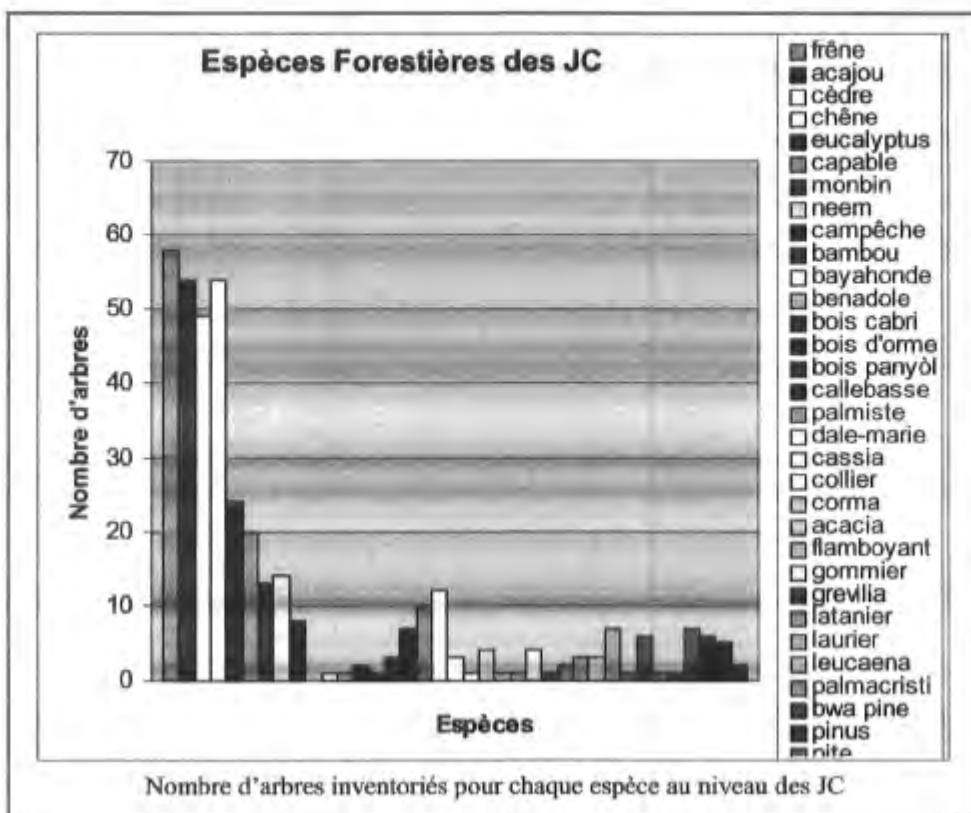 Espèces Forestières des JC
70
60
50
40
30
20
10
0
Nombre d'arbres
Espèces
frêne
acajou
cèdre
chêne
eucalyptus
capable
monbin
neem
campêche
bambou
bayahonde
benadole
bois cabri
bois d'orme
bois panyòl
callebasse
palmiste
dale-marie
cassia
collier
corma
acacia
flamboyant
gommier
grevilia
latanier
laurier
leucaena
palmacristi
bwa pine
pinus
Nombre d'arbres inventoriés pour chaque espèce au niveau des JC